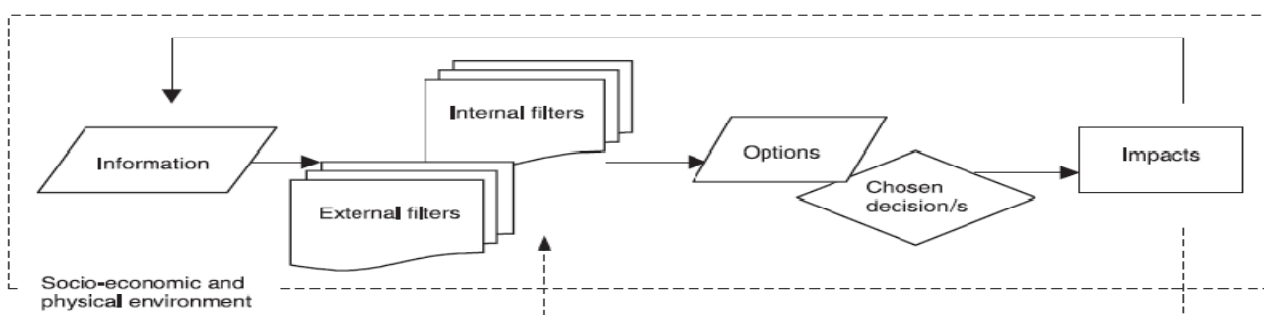 Information
Internal filters
External filters
Options
Chosen
decision/s
Impacts
Socio-economic and
physical environment